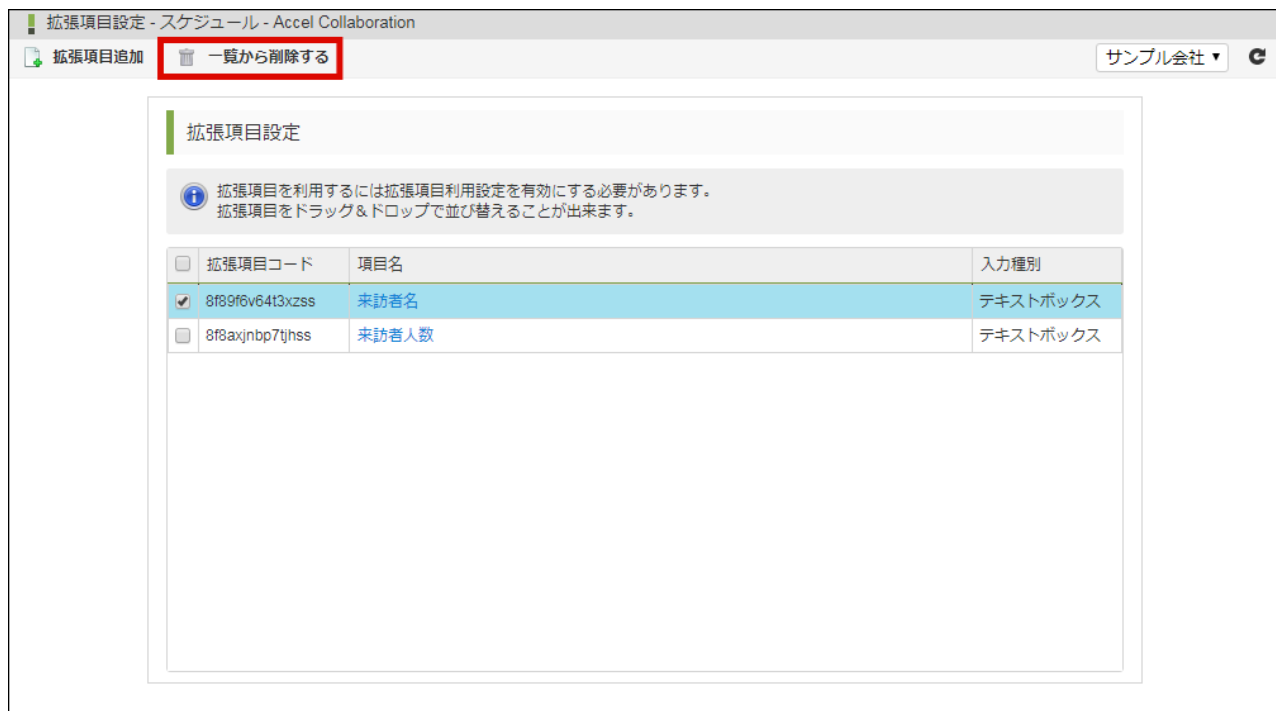 拡張項目設定 - スケジュール - Accel Collaboration
拡張項目追加 一覧から削除する サンプル会社▼
拡張項目設定
拡張項目を利用するには拡張項目利用設定を有効にする必要があります。
拡張項目をドラッグ＆ドロップで並び替えることが出来ます。
拡張項目コード 項目名 入力種別
8f89f6v64t3xzss 来訪者名 テキストボックス
8f8axjnbp7tjhss 来訪者人数 テキストボックス